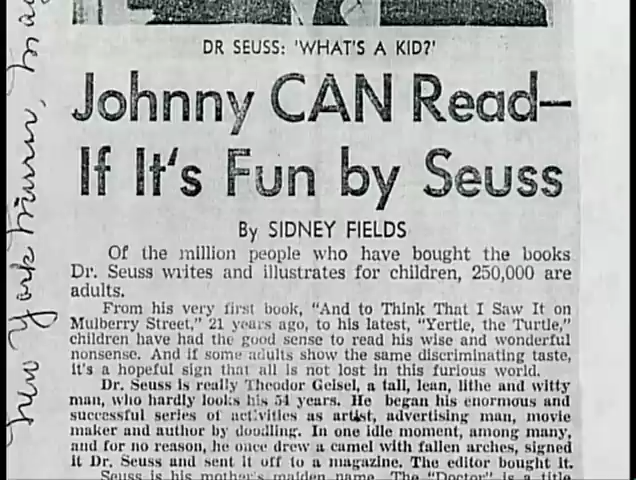 DR SEUSS: 'WHAT'S A KID?'
Johnny CAN Read—
If It's Fun by Seuss
By SIDNEY FIELDS
Of the million people who have bought the books
Dr. Seuss writes and illustrates for children, 250,000 are
adults.
From his very first book, "And to Think That I Saw It on
Mulberry Street," 21 years ago, to his latest, "Yertle, the Turtle,"
children have had the good sense to read his wise and wonderful
nonsense. And if some adults show the same discriminating taste,
it's a hopeful sign that all is not lost in this furious world.
Dr. Seuss is really Theodor Geisel, a tall, lean, lithe and witty
man, who hardly looks his 54 years. He began his enormous and
successful series of activities as artist, advertising man, movie
maker and author by doodling. In one idle moment, among many,
and for no reason, he once drew a camel with fallen arches, signed
it Dr. Seuss and sent it off to a magazine. The editor bought it.
Seuss is his mother's maiden name. The "Doctor" is a title
New York Mirror,